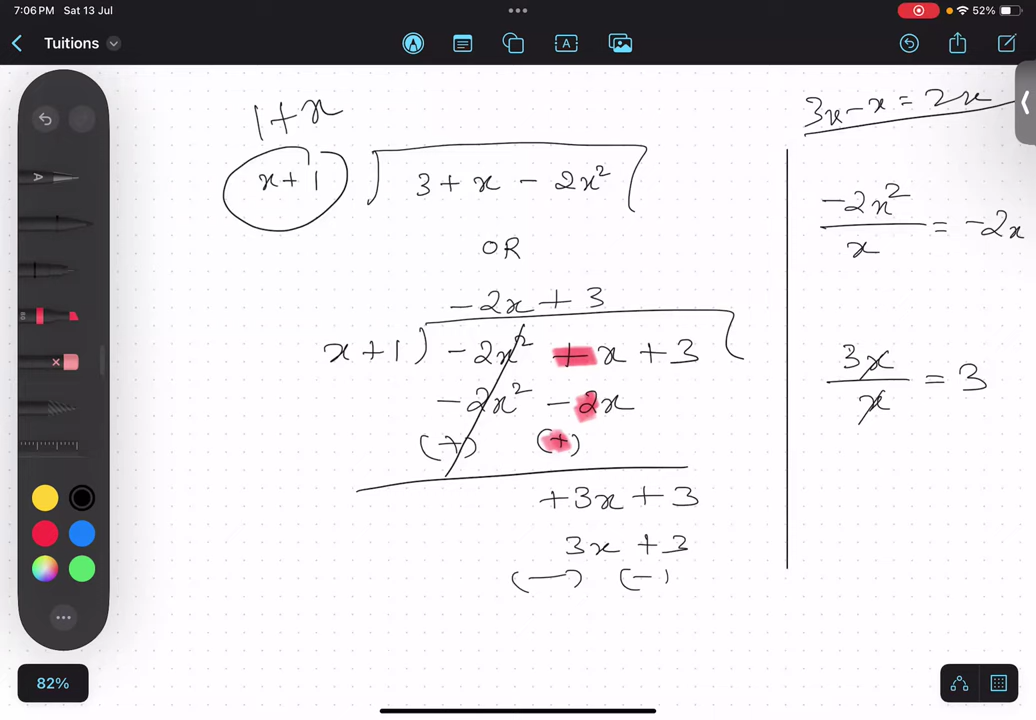 7:06 PM Sat 13 Jul
52%
Tuitions
1+x
x+1 ) 3 + x - 2x²
OR
-2x + 3
x+1 ) -2x² + x + 3
-2x² - 2x
(+) (+)
+3x + 3
3x + 3
(-) (-)
3x-x = 2x
-2x²/x = -2x
3x/x = 3
82%